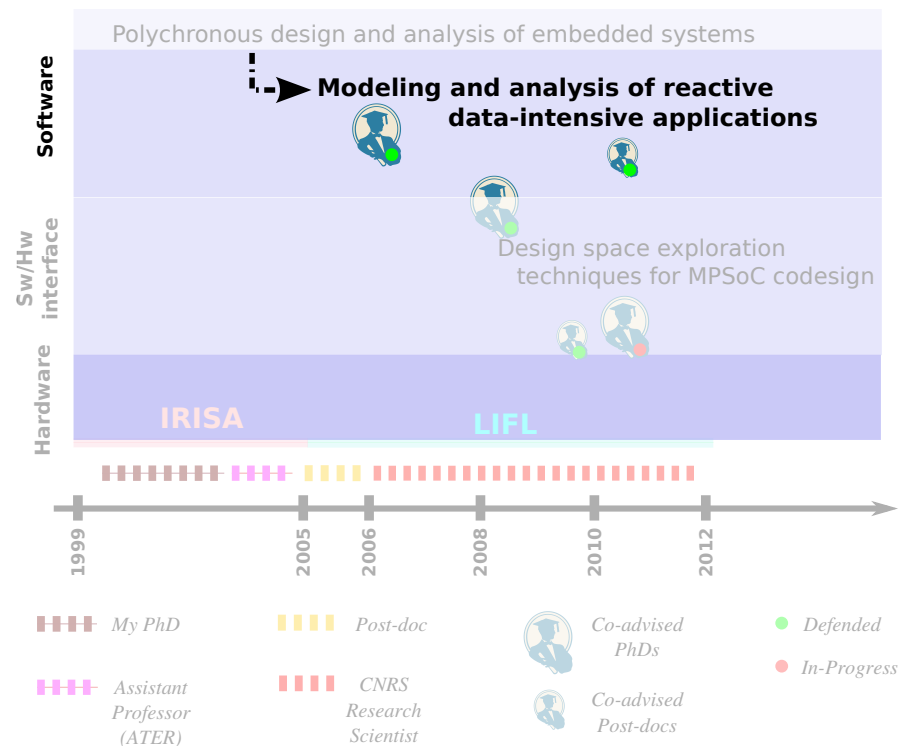 Polychronous design and analysis of embedded systems
Modeling and analysis of reactive
data-intensive applications
Software
Design space exploration
techniques for MPSoC codesign
Sw/Hw
interface
Hardware
IRISA
LIFL
1999
2005
2006
2008
2010
2012
My PhD
Post-doc
Co-advised
PhDs
Defended
In-Progress
Assistant
Professor
(ATER)
CNRS
Research
Scientist
Co-advised
Post-docs